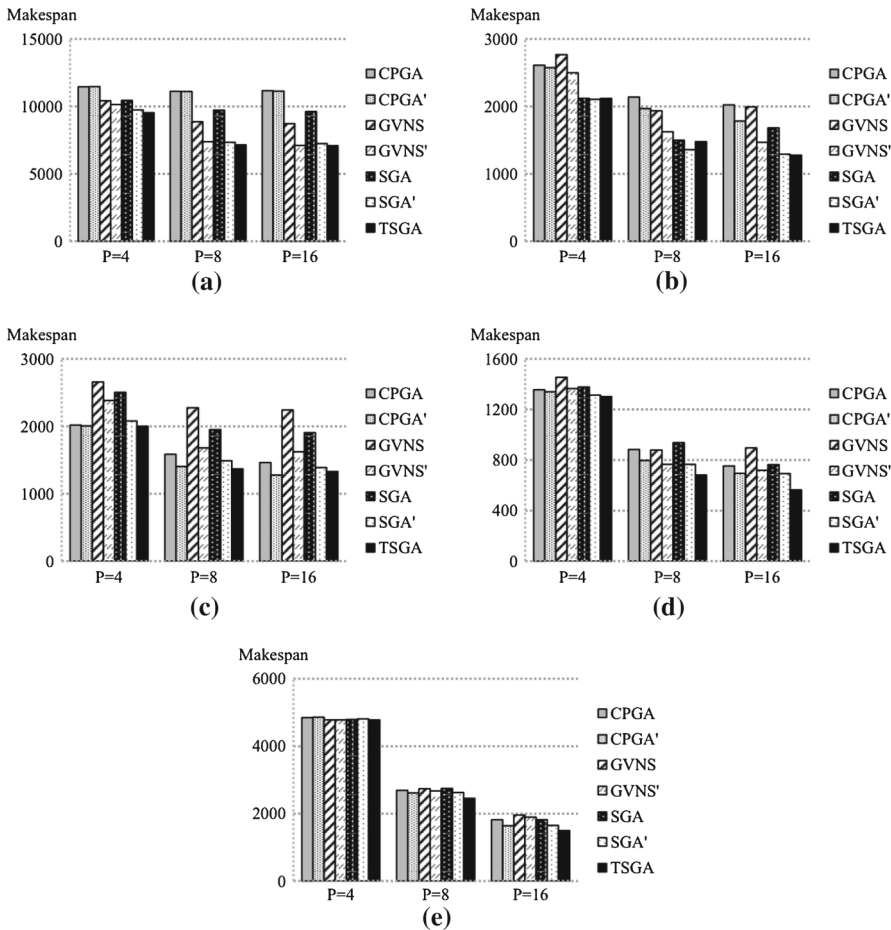 Makespan
15000
10000
5000
0
P=4 P=8 P=16
CPGA
CPGA'
GVNS
GVNS'
SGA
SGA'
TSGA
(a)
Makespan
3000
2000
1000
0
P=4 P=8 P=16
CPGA
CPGA'
GVNS
GVNS'
SGA
SGA'
TSGA
(b)
Makespan
3000
2000
1000
0
P=4 P=8 P=16
CPGA
CPGA'
GVNS
GVNS'
SGA
SGA'
TSGA
(c)
Makespan
1600
1200
800
400
0
P=4 P=8 P=16
CPGA
CPGA'
GVNS
GVNS'
SGA
SGA'
TSGA
(d)
Makespan
6000
4000
2000
0
P=4 P=8 P=16
CPGA
CPGA'
GVNS
GVNS'
SGA
SGA'
TSGA
(e)